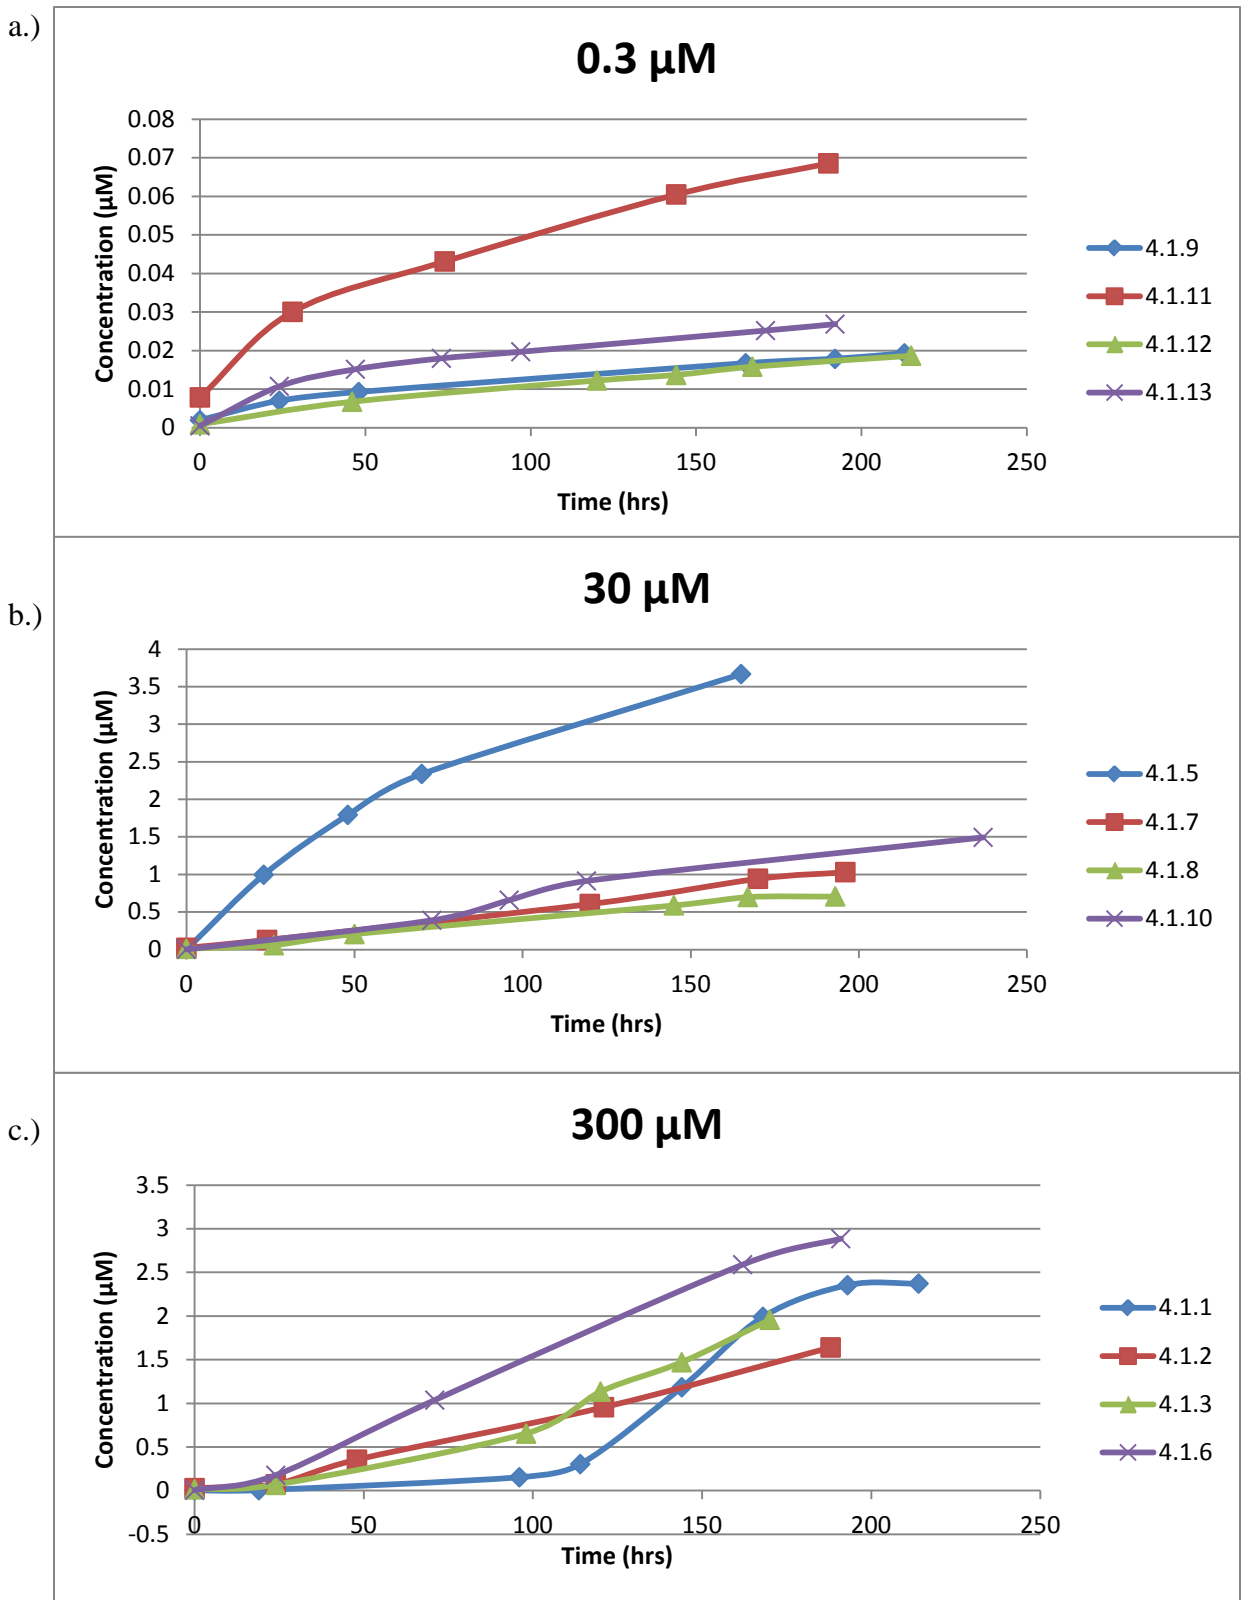 a.)
0.3 µM
0.08
0.07
0.06
0.05
0.04
0.03
0.02
0.01
0
Concentration (µM)
0 50 100 150 200 250
Time (hrs)
4.1.9
4.1.11
4.1.12
4.1.13
b.)
30 µM
4
3.5
3
2.5
2
1.5
1
0.5
0
Concentration (µM)
0 50 100 150 200 250
Time (hrs)
4.1.5
4.1.7
4.1.8
4.1.10
c.)
300 µM
3.5
3
2.5
2
1.5
1
0.5
0
-0.5
Concentration (µM)
0 50 100 150 200 250
Time (hrs)
4.1.1
4.1.2
4.1.3
4.1.6